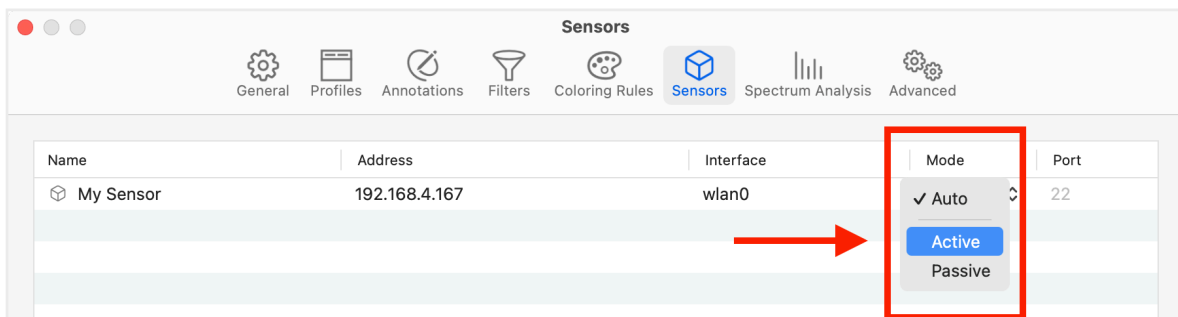 Sensors
General Profiles Annotations Filters Coloring Rules Sensors Spectrum Analysis Advanced
Name Address Interface Mode Port
My Sensor 192.168.4.167 wlan0 Auto 22
Active
Passive